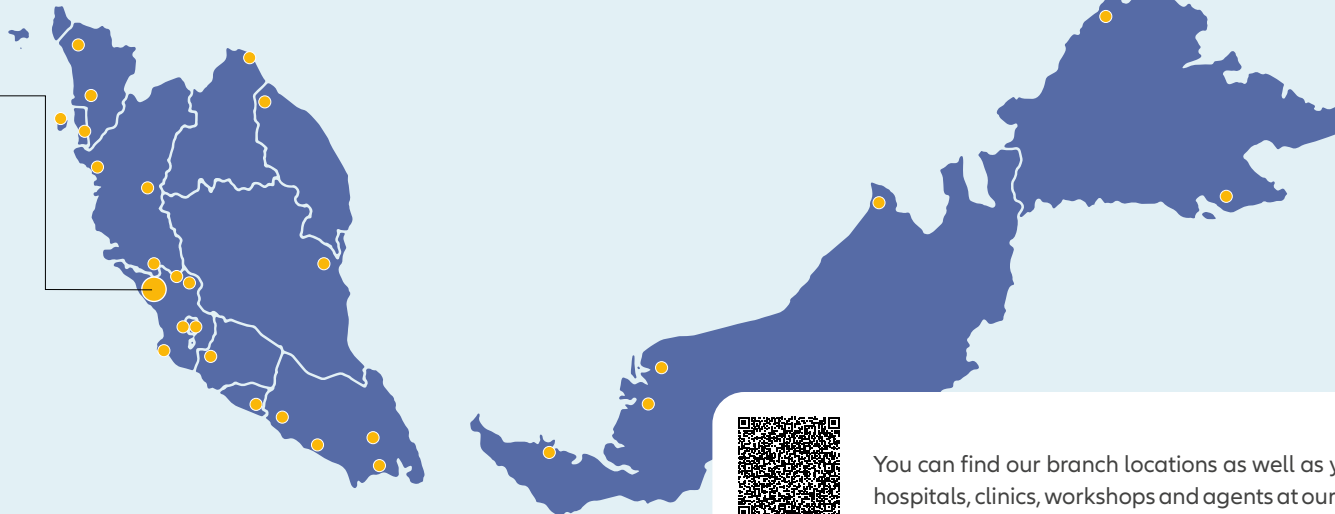 You can find our branch locations as well as y
hospitals, clinics, workshops and agents at our